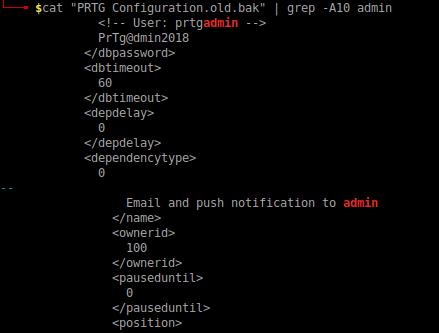 $cat "PRTG Configuration.old.bak" | grep -A10 admin
<!-- User: prtgadmin -->
PrTg@dmin2018
</dbpassword>
<dbtimeout>
60
</dbtimeout>
<depdelay>
0
</depdelay>
<dependencytype>
0
--
Email and push notification to admin
</name>
<ownerid>
100
</ownerid>
<pauseduntil>
0
</pauseduntil>
<position>